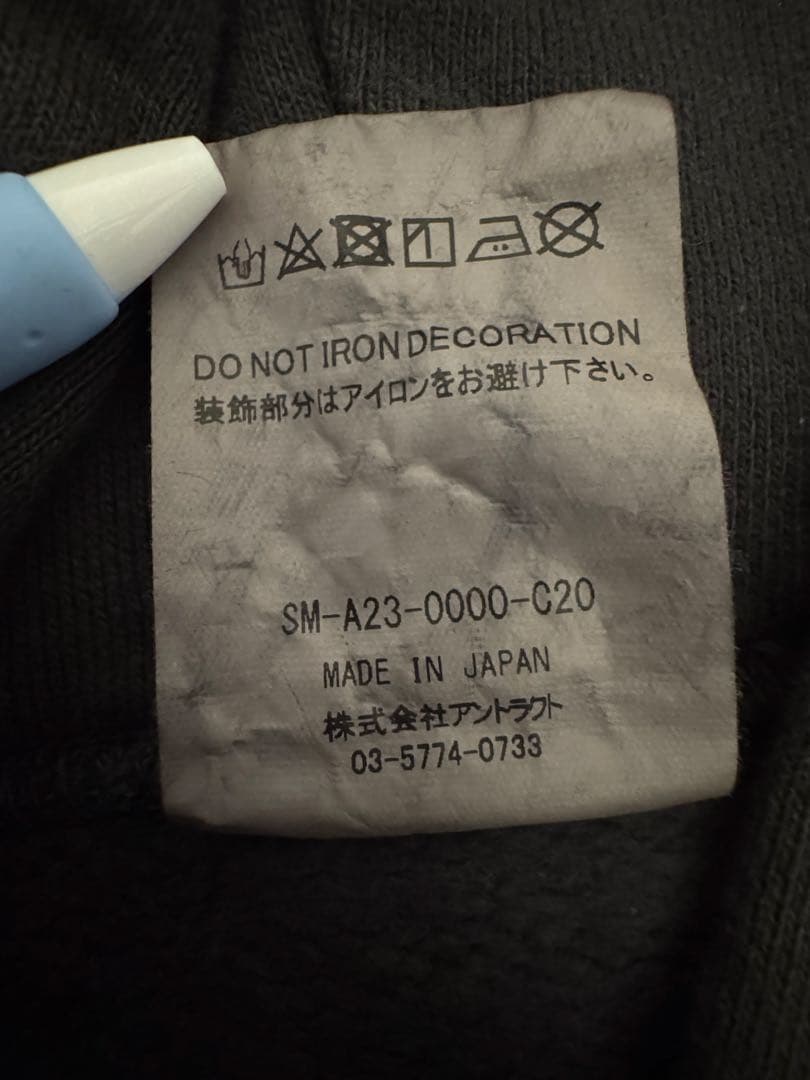 DO NOT IRON DECORATION
装飾部分はアイロンをお避け下さい。
SM-A23-0000-C20
MADE IN JAPAN
株式会社アントラクト
03-5774-0733